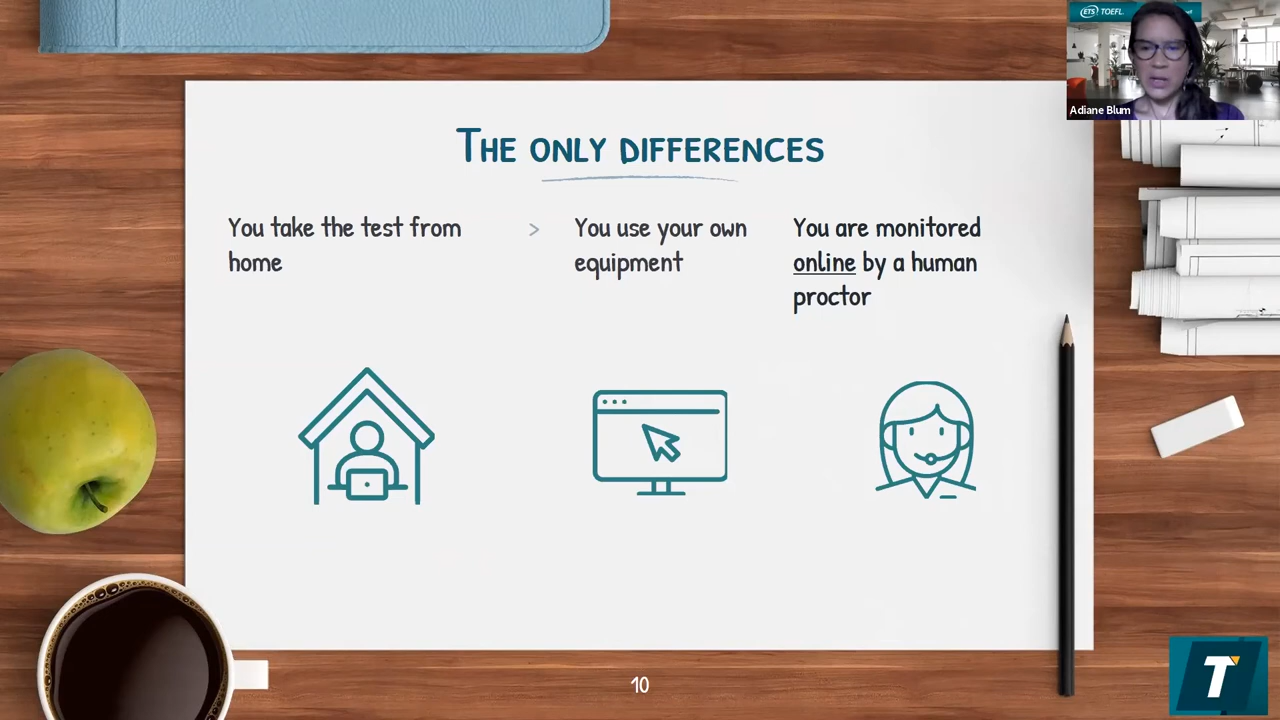 ETS TOEFL
Adiane Blum
The only differences
You take the test from
home
>
You use your own
equipment
You are monitored
online by a human
proctor
10
T